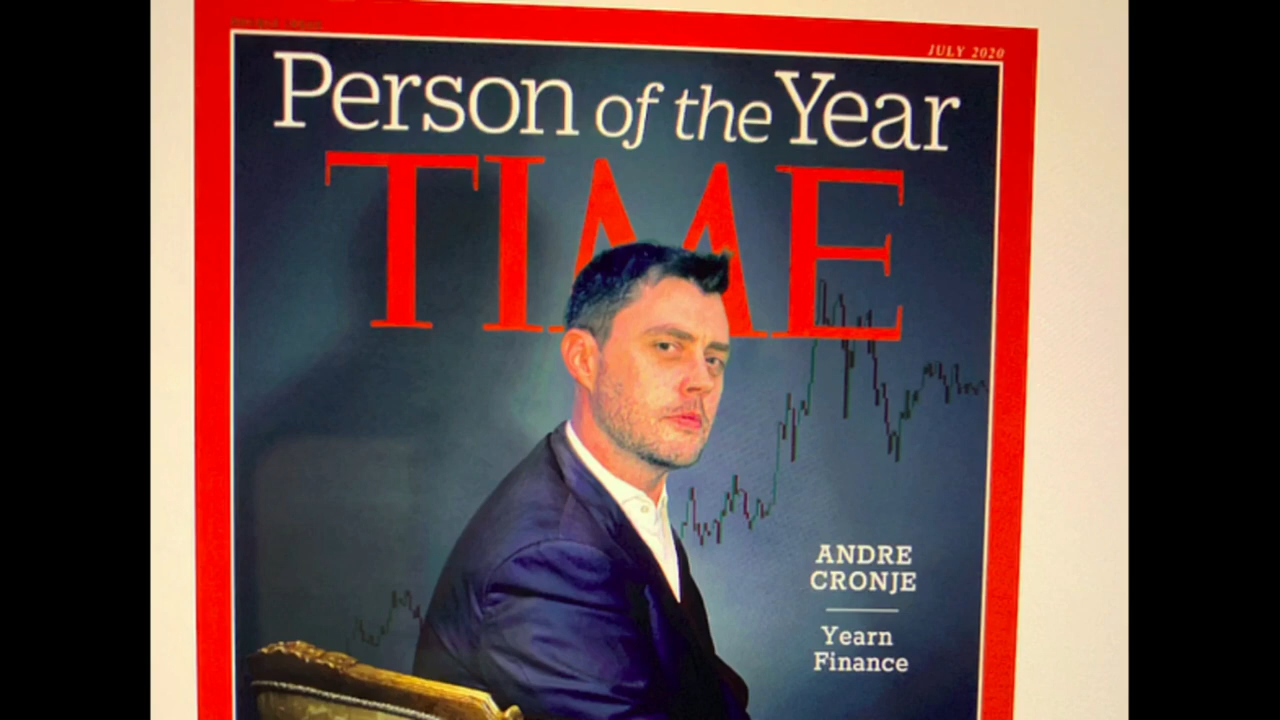 JULY 2020
Person of the Year
TIME
ANDRE
CRONJE
Yearn
Finance